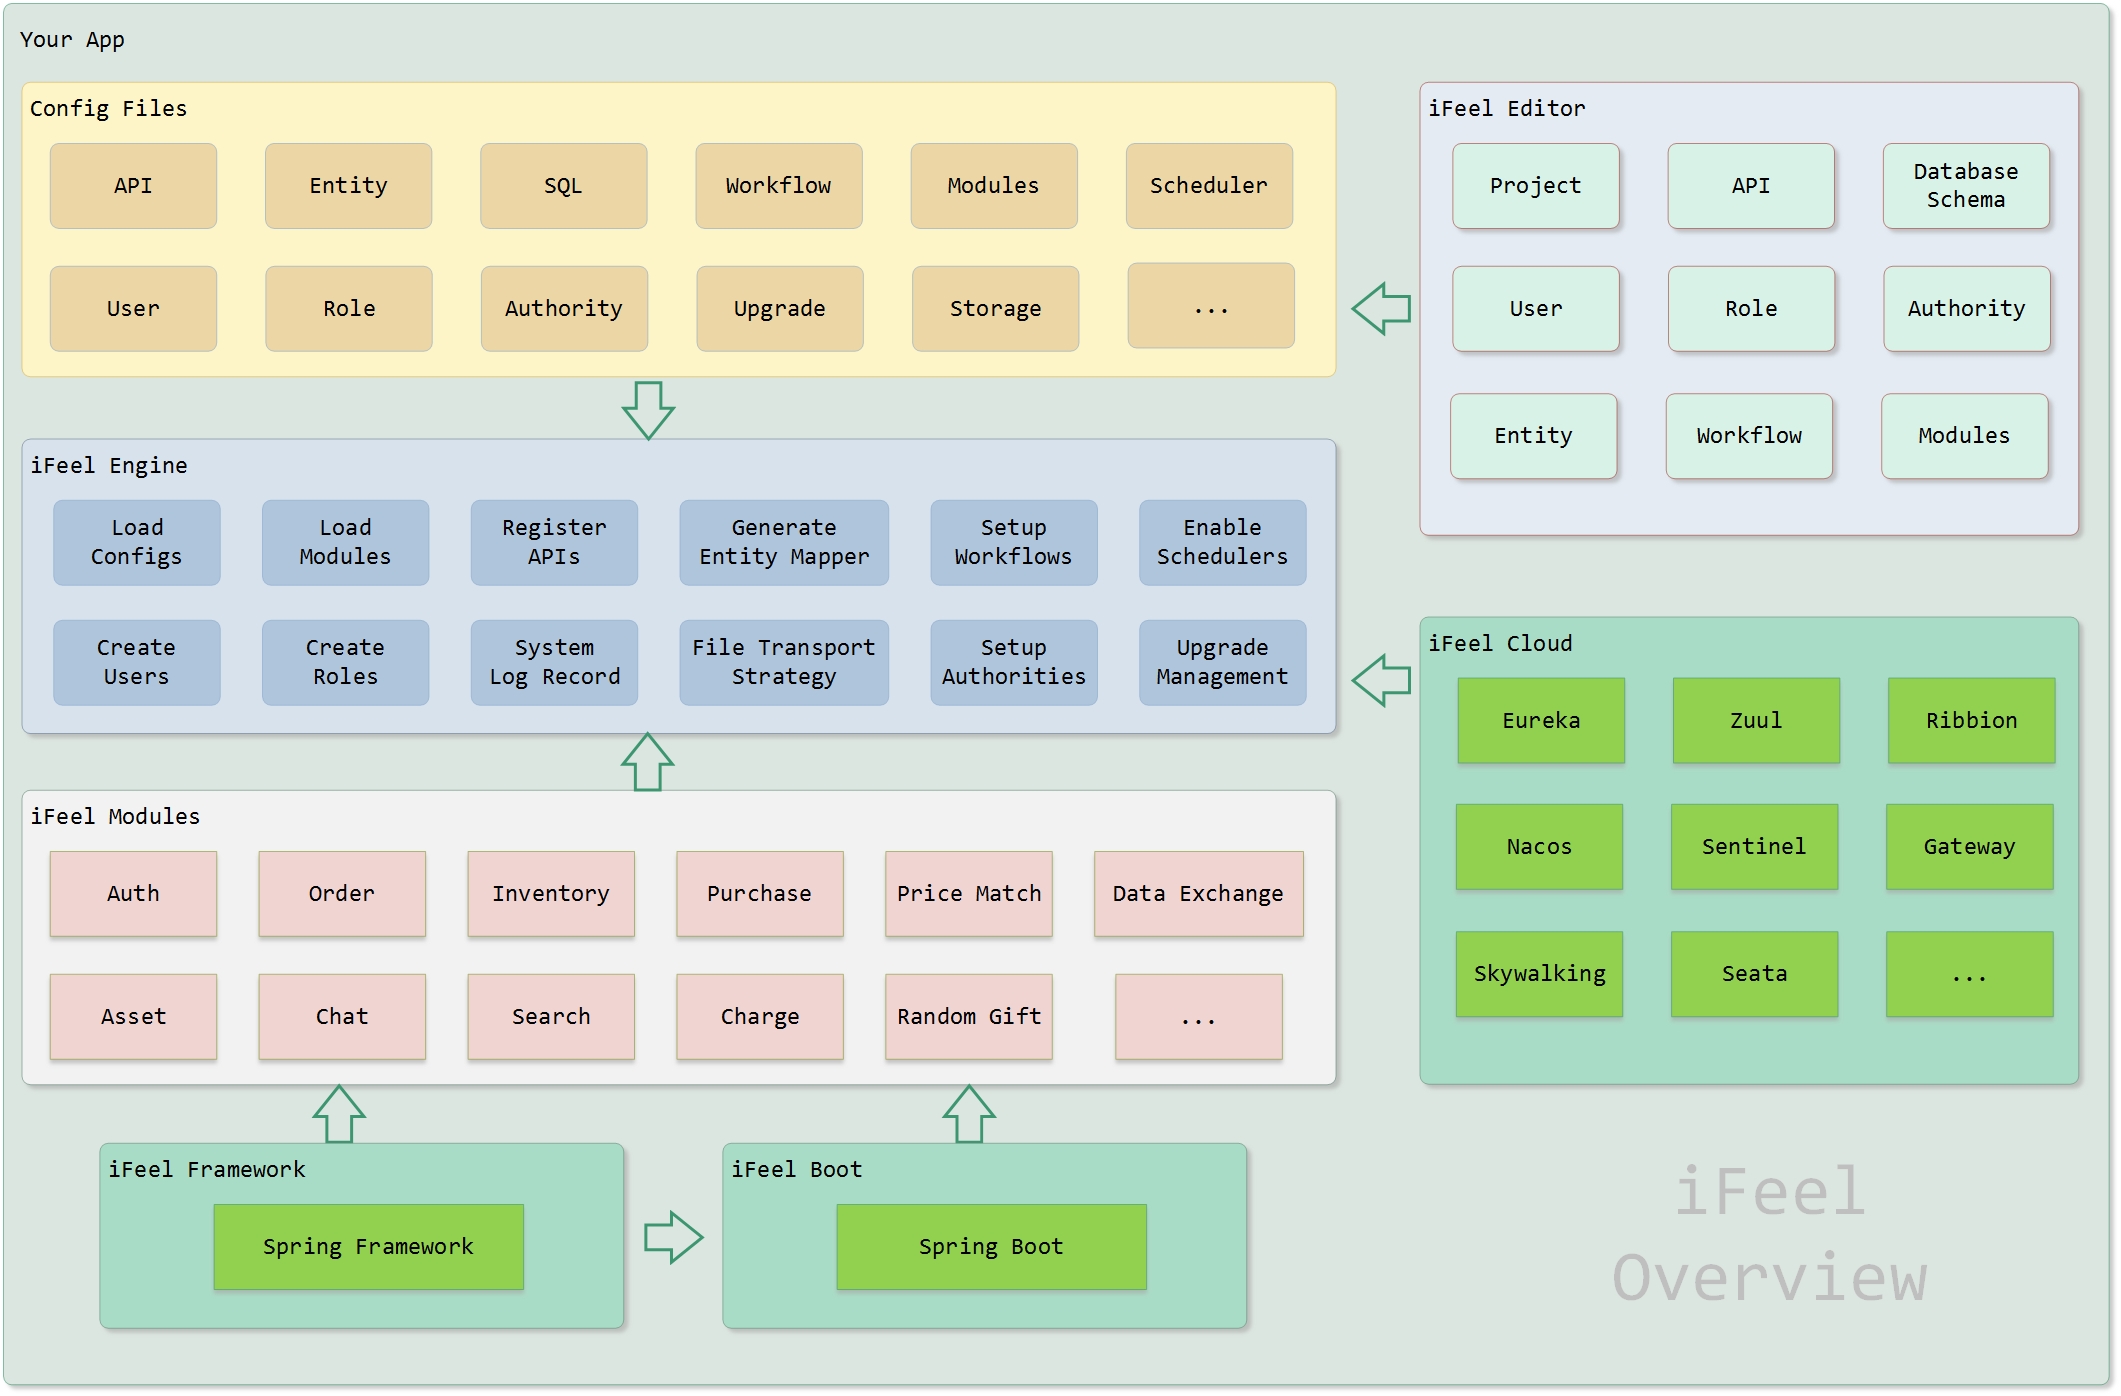 Your App
Config Files
API
Entity
SQL
Workflow
Modules
Scheduler
User
Role
Authority
Upgrade
Storage
...
iFeel Editor
Project
API
Database
Schema
User
Role
Authority
Entity
Workflow
Modules
iFeel Engine
Load
Configs
Load
Modules
Register
APIs
Generate
Entity Mapper
Setup
Workflows
Enable
Schedulers
Create
Users
Create
Roles
System
Log Record
File Transport
Strategy
Setup
Authorities
Upgrade
Management
iFeel Cloud
Eureka
Zuul
Ribbion
Nacos
Sentinel
Gateway
Skywalking
Seata
...
iFeel Modules
Auth
Order
Inventory
Purchase
Price Match
Data Exchange
Asset
Chat
Search
Charge
Random Gift
...
iFeel Framework
Spring Framework
iFeel Boot
Spring Boot
iFeel
Overview